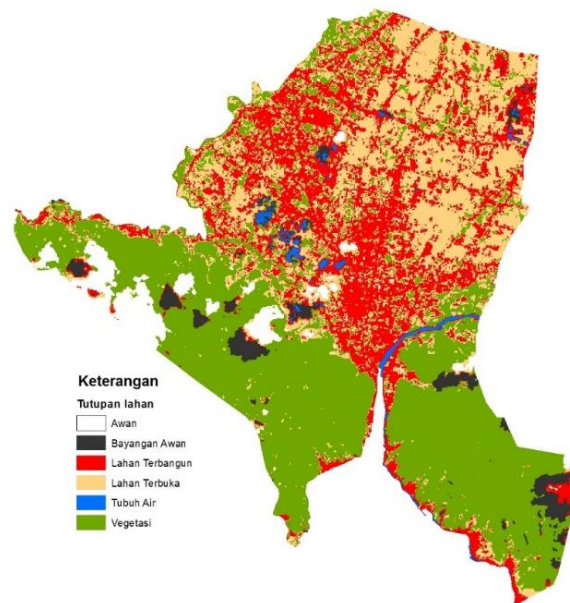 Keterangan
Tutupan lahan
Awan
Bayangan Awan
Lahan Terbangun
Lahan Terbuka
Tubuh Air
Vegetasi